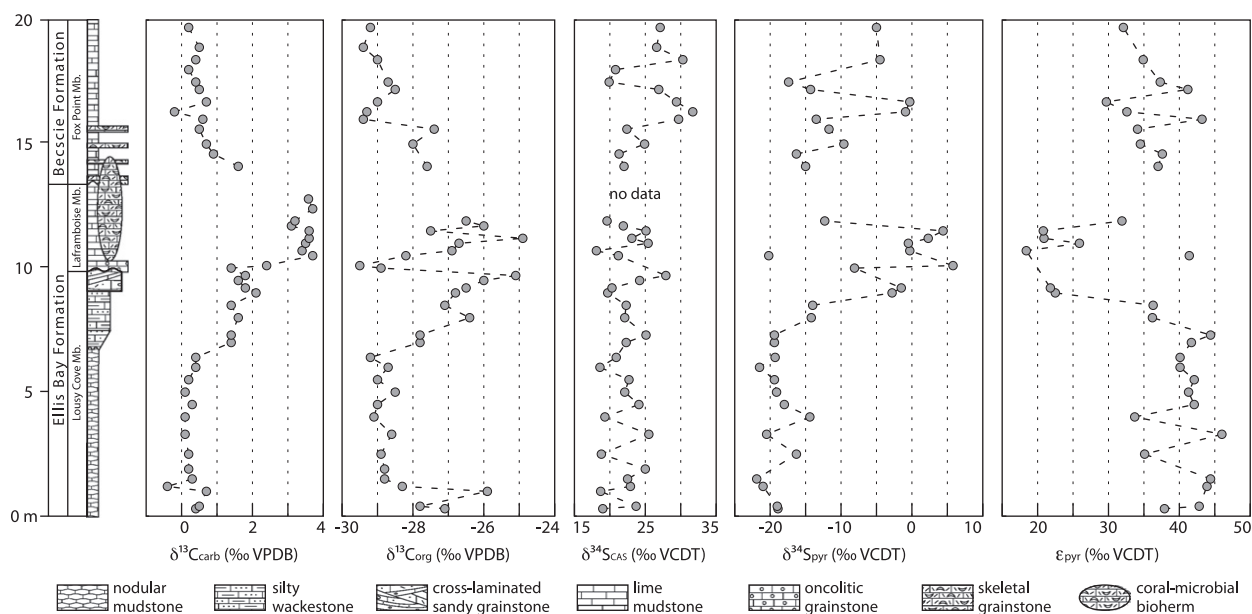 20
15
10
5
0 m
Becscie Formation
Fox Point Mb.
Ellis Bay Formation
Laframboise Mb.
Lousy Cove Mb.
no data
0 2 4
-30 -28 -26 -24
15 25 35
-20 -10 0 10
20 30 40 50
δ¹³Ccarb (‰ VPDB)
δ¹³Corg (‰ VPDB)
δ³⁴SCAS (‰ VCDT)
δ³⁴Spyr (‰ VCDT)
εpyr (‰ VCDT)
nodular
mudstone
silty
wackestone
cross-laminated
sandy grainstone
lime
mudstone
oncolitic
grainstone
skeletal
grainstone
coral-microbial
bioherm